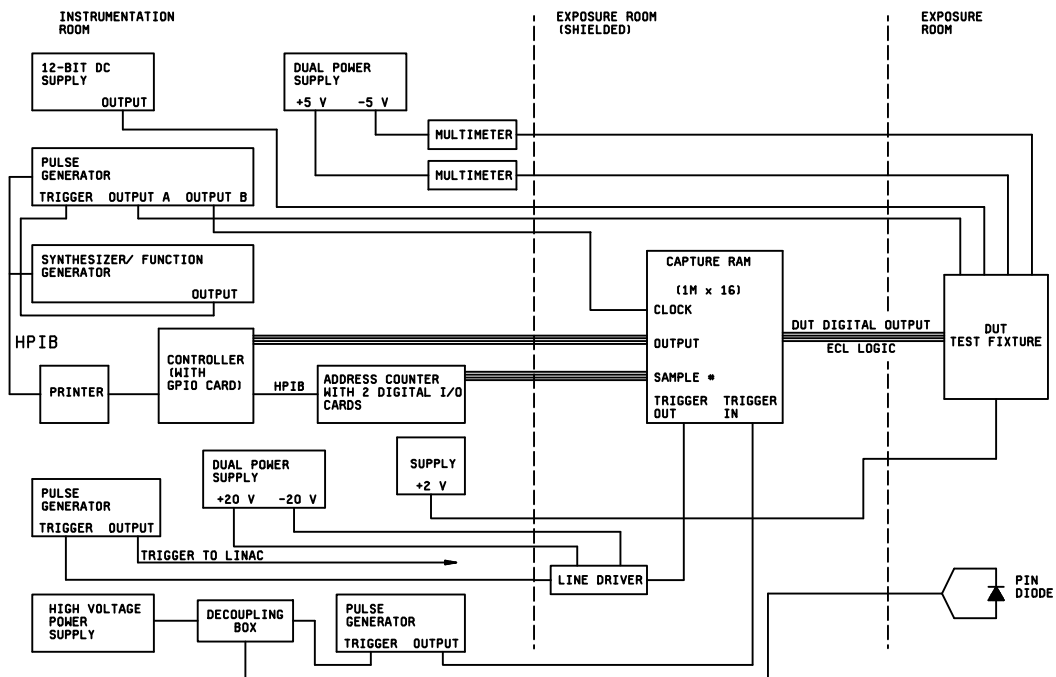 INSTRUMENTATION
ROOM
EXPOSURE ROOM
(SHIELDED)
EXPOSURE
ROOM
12-BIT DC
SUPPLY
OUTPUT
DUAL POWER
SUPPLY
+5 V -5 V
MULTIMETER
MULTIMETER
PULSE
GENERATOR
TRIGGER OUTPUT A OUTPUT B
SYNTHESIZER/ FUNCTION
GENERATOR
OUTPUT
CAPTURE RAM
(1M x 16)
CLOCK
OUTPUT
SAMPLE #
TRIGGER
OUT
TRIGGER
IN
DUT DIGITAL OUTPUT
ECL LOGIC
DUT
TEST FIXTURE
HPIB
PRINTER
CONTROLLER
(WITH
GPIO CARD)
HPIB
ADDRESS COUNTER
WITH 2 DIGITAL I/O
CARDS
DUAL POWER
SUPPLY
+20 V -20 V
SUPPLY
+2 V
PULSE
GENERATOR
TRIGGER OUTPUT
TRIGGER TO LINAC
LINE DRIVER
HIGH VOLTAGE
POWER
SUPPLY
DECOUPLING
BOX
PULSE
GENERATOR
TRIGGER OUTPUT
PIN
DIODE